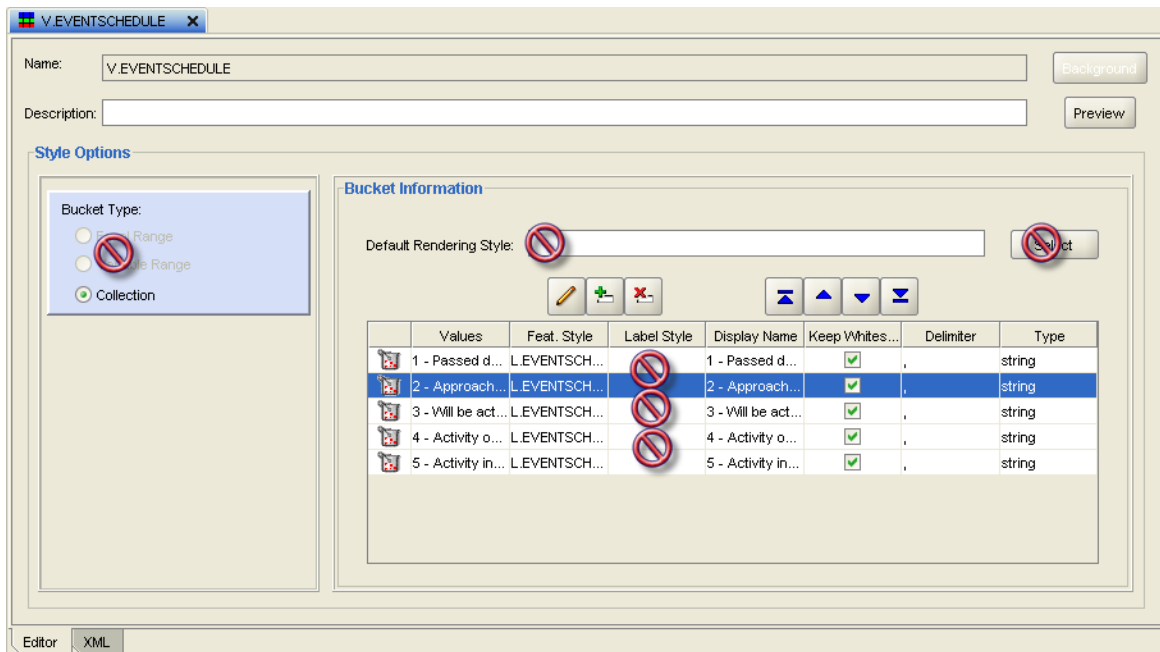 V.EVENTSCHEDULE
Name: V.EVENTSCHEDULE Background
Description: Preview
Style Options
Bucket Type:
Range
Range
Collection
Bucket Information
Default Rendering Style:
Values Feat. Style Label Style Display Name Keep Whites... Delimiter Type
1 - Passed d... L.EVENTSCH... 1 - Passed d... , string
2 - Approach... L.EVENTSCH... 2 - Approach... , string
3 - Will be act... L.EVENTSCH... 3 - Will be act... , string
4 - Activity o... L.EVENTSCH... 4 - Activity o... , string
5 - Activity in... L.EVENTSCH... 5 - Activity in... , string
Editor XML